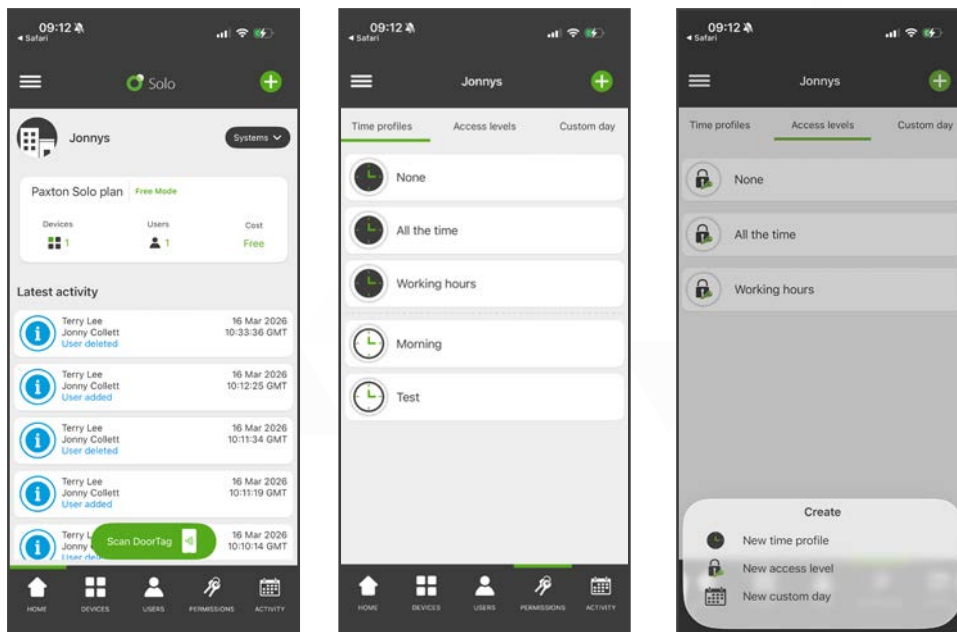 09:12
◀ Safari
Solo
Jonnys
Systems
Paxton Solo plan Free Mode
Devices Users Cost
1 1 Free
Latest activity
Terry Lee 16 Mar 2026
Jonny Collett 10:33:36 GMT
User deleted
Terry Lee 16 Mar 2026
Jonny Collett 10:12:25 GMT
User added
Terry Lee 16 Mar 2026
Jonny Collett 10:11:34 GMT
User deleted
Terry Lee 16 Mar 2026
Jonny Collett 10:11:19 GMT
User added
Terry L 16 Mar 2026
Jonny 10:10:14 GMT
User de
Scan DoorTag
HOME DEVICES USERS PERMISSIONS ACTIVITY
09:12
◀ Safari
Jonnys
Time profiles Access levels Custom day
None
All the time
Working hours
Morning
Test
HOME DEVICES USERS PERMISSIONS ACTIVITY
09:12
◀ Safari
Jonnys
Time profiles Access levels Custom day
None
All the time
Working hours
Create
New time profile
New access level
New custom day